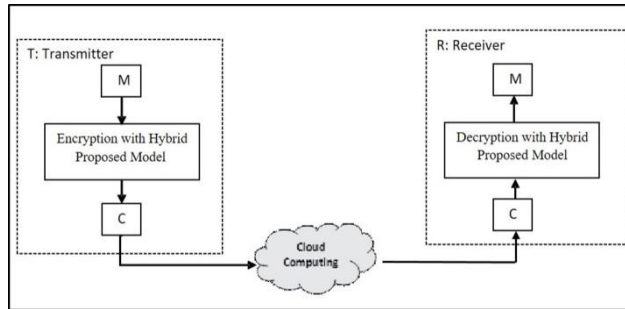 T: Transmitter
M
Encryption with Hybrid
Proposed Model
C
Cloud
Computing
R: Receiver
M
Decryption with Hybrid
Proposed Model
C